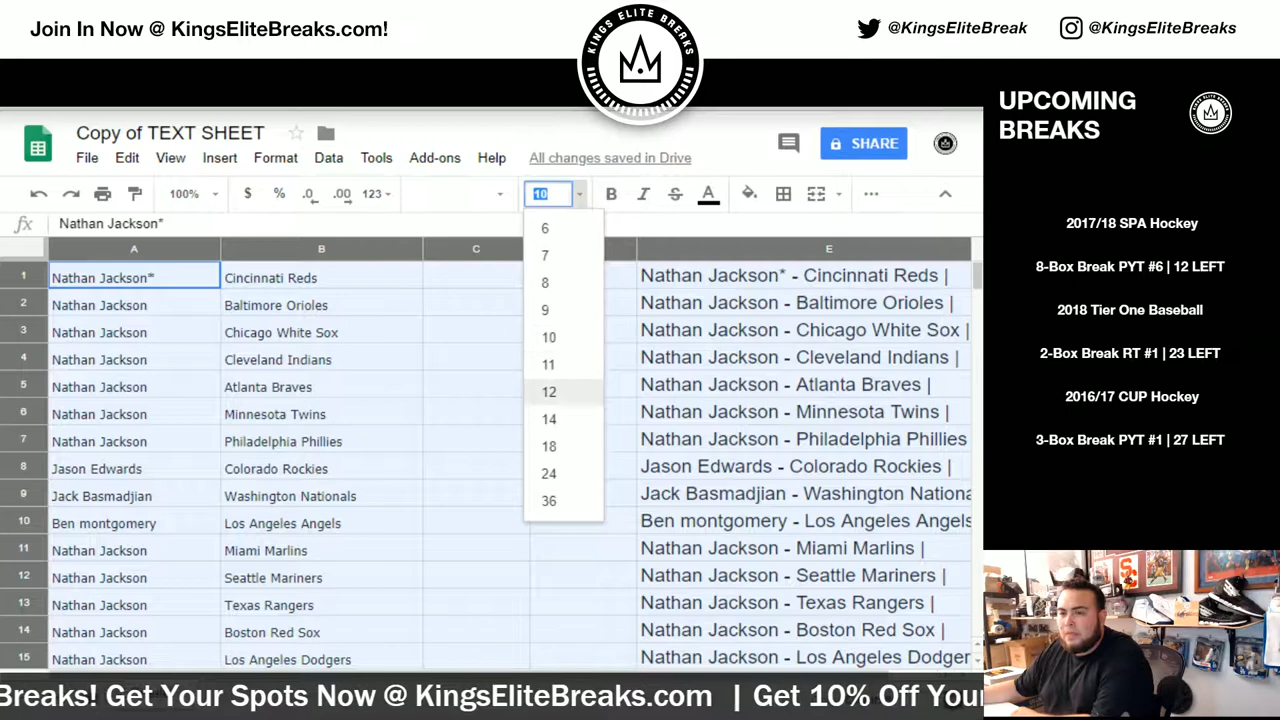 Join In Now @ KingsEliteBreaks.com!
KINGS ELITE BREAKS
@KingsEliteBreak
@KingsEliteBreaks
UPCOMING
BREAKS
2017/18 SPA Hockey
8-Box Break PYT #6 | 12 LEFT
2018 Tier One Baseball
2-Box Break RT #1 | 23 LEFT
2016/17 CUP Hockey
3-Box Break PYT #1 | 27 LEFT
Copy of TEXT SHEET
File Edit View Insert Format Data Tools Add-ons Help All changes saved in Drive
SHARE
100% $ % .0 .00 123 10 B I S A
fx Nathan Jackson*
6
7
8
9
10
11
12
14
18
24
36
A B C E
1 Nathan Jackson* Cincinnati Reds Nathan Jackson* - Cincinnati Reds |
2 Nathan Jackson Baltimore Orioles Nathan Jackson - Baltimore Orioles |
3 Nathan Jackson Chicago White Sox Nathan Jackson - Chicago White Sox |
4 Nathan Jackson Cleveland Indians Nathan Jackson - Cleveland Indians |
5 Nathan Jackson Atlanta Braves Nathan Jackson - Atlanta Braves |
6 Nathan Jackson Minnesota Twins Nathan Jackson - Minnesota Twins |
7 Nathan Jackson Philadelphia Phillies Nathan Jackson - Philadelphia Phillies
8 Jason Edwards Colorado Rockies Jason Edwards - Colorado Rockies |
9 Jack Basmadjian Washington Nationals Jack Basmadjian - Washington Nationa
10 Ben montgomery Los Angeles Angels Ben montgomery - Los Angeles Angels
11 Nathan Jackson Miami Marlins Nathan Jackson - Miami Marlins |
12 Nathan Jackson Seattle Mariners Nathan Jackson - Seattle Mariners |
13 Nathan Jackson Texas Rangers Nathan Jackson - Texas Rangers |
14 Nathan Jackson Boston Red Sox Nathan Jackson - Boston Red Sox |
15 Nathan Jackson Los Angeles Dodgers Nathan Jackson - Los Angeles Dodger
Breaks! Get Your Spots Now @ KingsEliteBreaks.com | Get 10% Off You